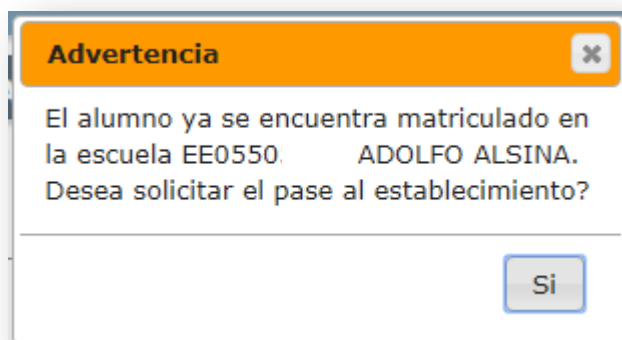 Advertencia
El alumno ya se encuentra matriculado en
la escuela EE0550 ADOLFO ALSINA.
Desea solicitar el pase al establecimiento?
Si